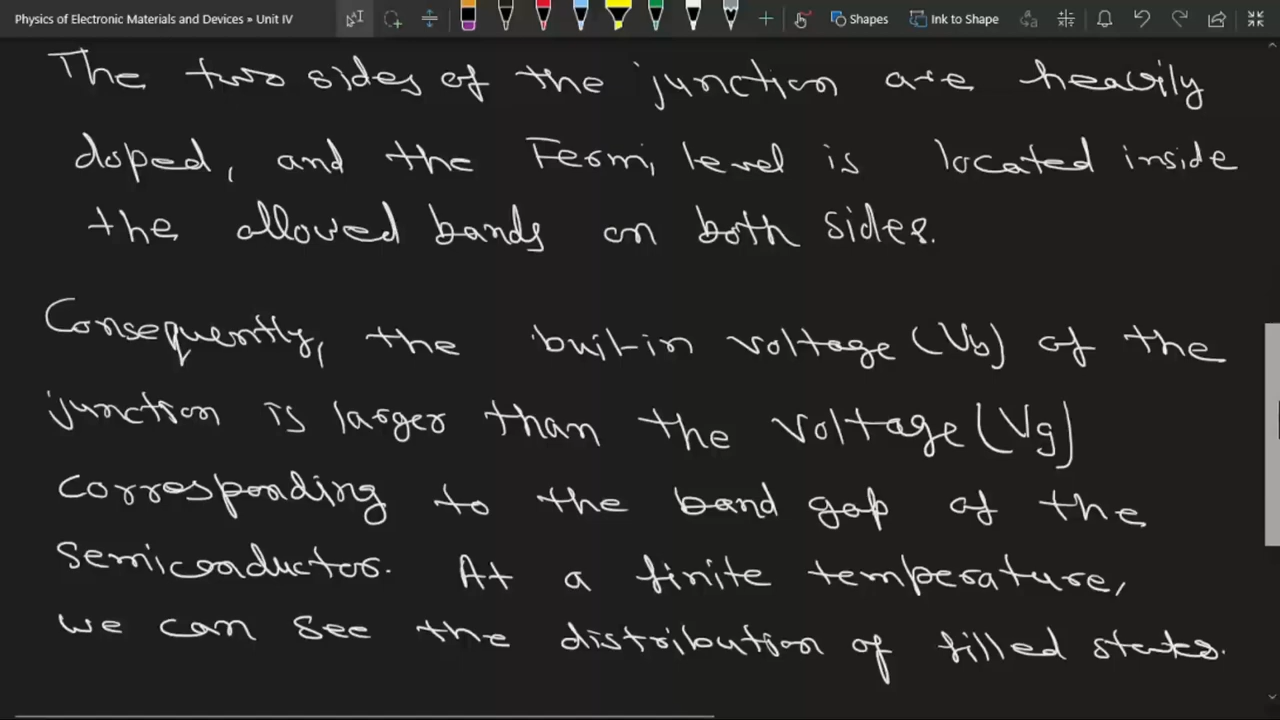 Physics of Electronic Materials and Devices » Unit IV
Shapes
Ink to Shape
The two sides of the junction are heavily
doped, and the Fermi level is located inside
the allowed bands on both sides.
Consequently, the built-in voltage (Vb) of the
junction is larger than the voltage (Vg)
corresponding to the band gap of the
semiconductor. At a finite temperature,
we can see the distribution of filled states.